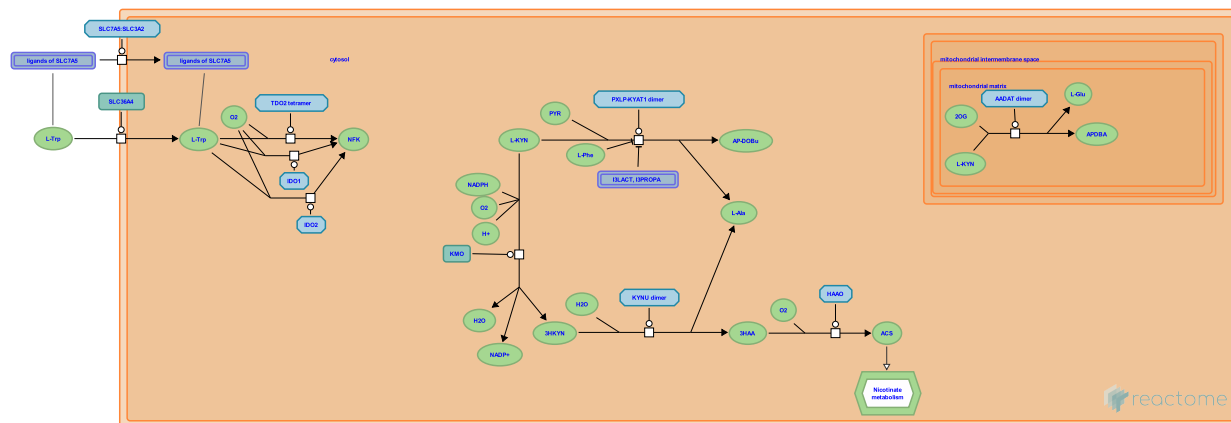 SLC7A5:SLC3A2
ligands of SLC7A5
ligands of SLC7A5
cytosol
mitochondrial intermembrane space
mitochondrial matrix
SLC36A4
TDO2 tetramer
PXLP-KYAT1 dimer
AADAT dimer
L-Glu
O2
PYR
2OG
L-Trp
L-Trp
NFK
L-KYN
AP-DOBu
APDBA
L-Phe
L-KYN
IDO1
I3LACT, I3PROPA
NADPH
O2
L-Ala
IDO2
H+
KMO
H2O
KYNU dimer
HAAO
H2O
O2
3HKYN
3HAA
ACS
NADP+
Nicotinate
metabolism
reactome